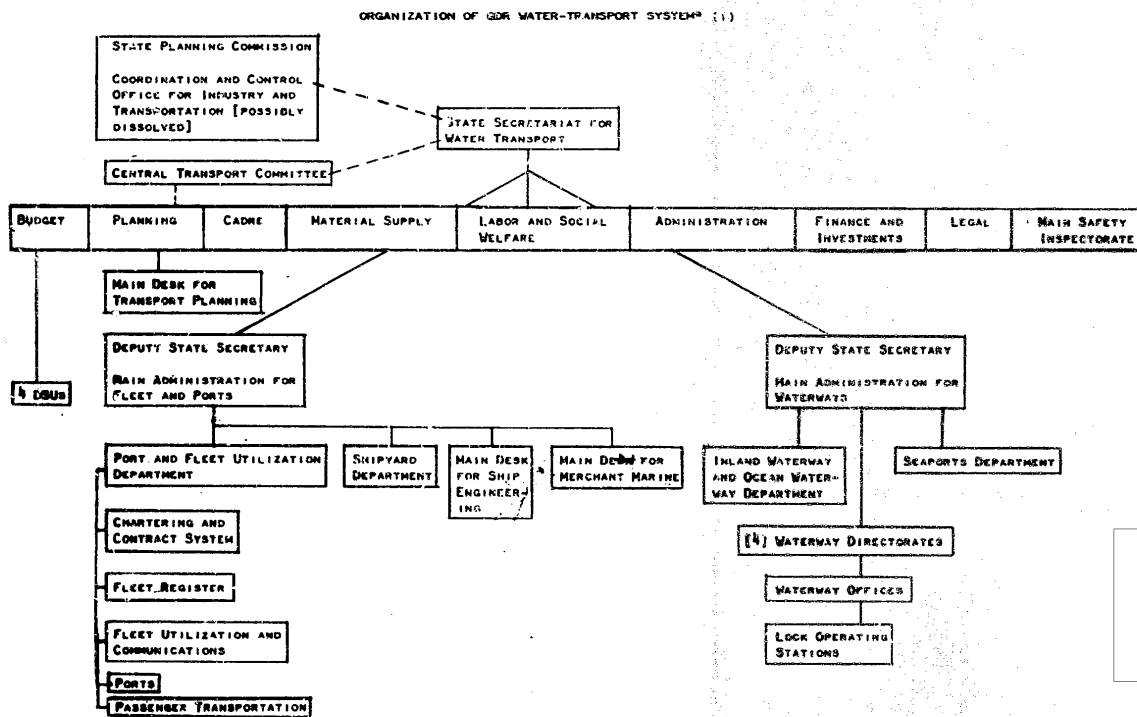 ORGANIZATION OF GDR WATER-TRANSPORT SYSTEMa (1)
STATE PLANNING COMMISSION
COORDINATION AND CONTROL
OFFICE FOR INDUSTRY AND
TRANSPORTATION [POSSIBLY
DISSOLVED]
STATE SECRETARIAT FOR
WATER TRANSPORT
CENTRAL TRANSPORT COMMITTEE
BUDGET
PLANNING
CADRE
MATERIAL SUPPLY
LABOR AND SOCIAL
WELFARE
ADMINISTRATION
FINANCE AND
INVESTMENTS
LEGAL
MAIN SAFETY
INSPECTORATE
MAIN DESK FOR
TRANSPORT PLANNING
4 DSUs
DEPUTY STATE SECRETARY
MAIN ADMINISTRATION FOR
FLEET AND PORTS
DEPUTY STATE SECRETARY
MAIN ADMINISTRATION FOR
WATERWAYS
PORT AND FLEET UTILIZATION
DEPARTMENT
SHIPYARD
DEPARTMENT
MAIN DESK
FOR SHIP
ENGINEER-
ING
MAIN DESK FOR
MERCHANT MARINE
INLAND WATERWAY
AND OCEAN WATER-
WAY DEPARTMENT
SEAPORTS DEPARTMENT
CHARTERING AND
CONTRACT SYSTEM
FLEET REGISTER
FLEET UTILIZATION AND
COMMUNICATIONS
PORTS
PASSENGER TRANSPORTATION
[4] WATERWAY DIRECTORATES
WATERWAY OFFICES
LOCK OPERATING
STATIONS